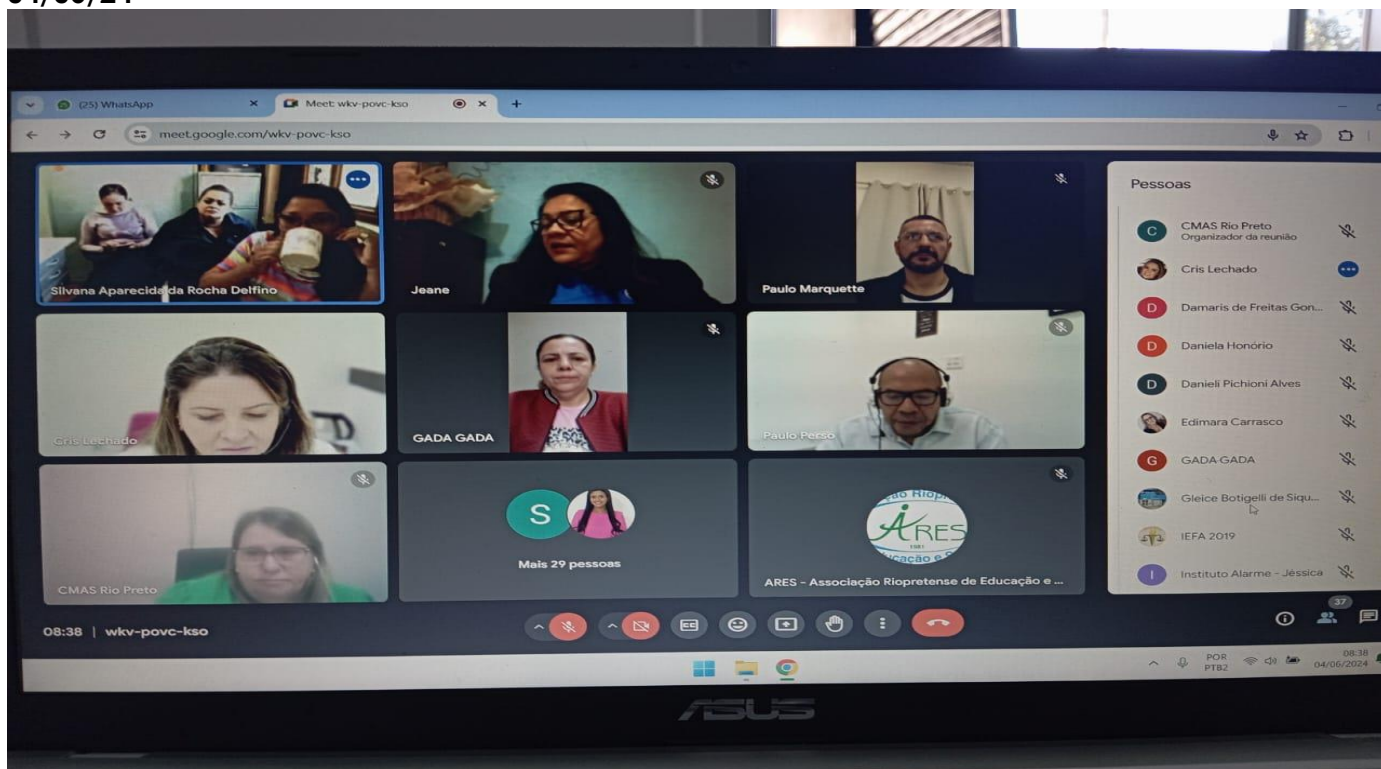 (25) WhatsApp
Meet: wkv-povc-kso
meet.google.com/wkv-povc-kso
Silvana Aparecida da Rocha Delfino
Jeane
Paulo Marquette
Cris Lechado
GADA GADA
Paulo Perso
CMAS Rio Preto
S
Mais 29 pessoas
ARES
1981
ARES - Associação Riopretense de Educação e ...
Pessoas
C CMAS Rio Preto
Organizador da reunião
Cris Lechado
D Damaris de Freitas Gon...
D Daniela Honório
D Danieli Pichioni Alves
Edimara Carrasco
G GADA GADA
Gleice Botigelli de Siqu...
IEFA 2019
I Instituto Alarme - Jéssica
08:38 | wkv-povc-kso
CC
37
POR
PTB2
08:38
04/06/2024
ASUS